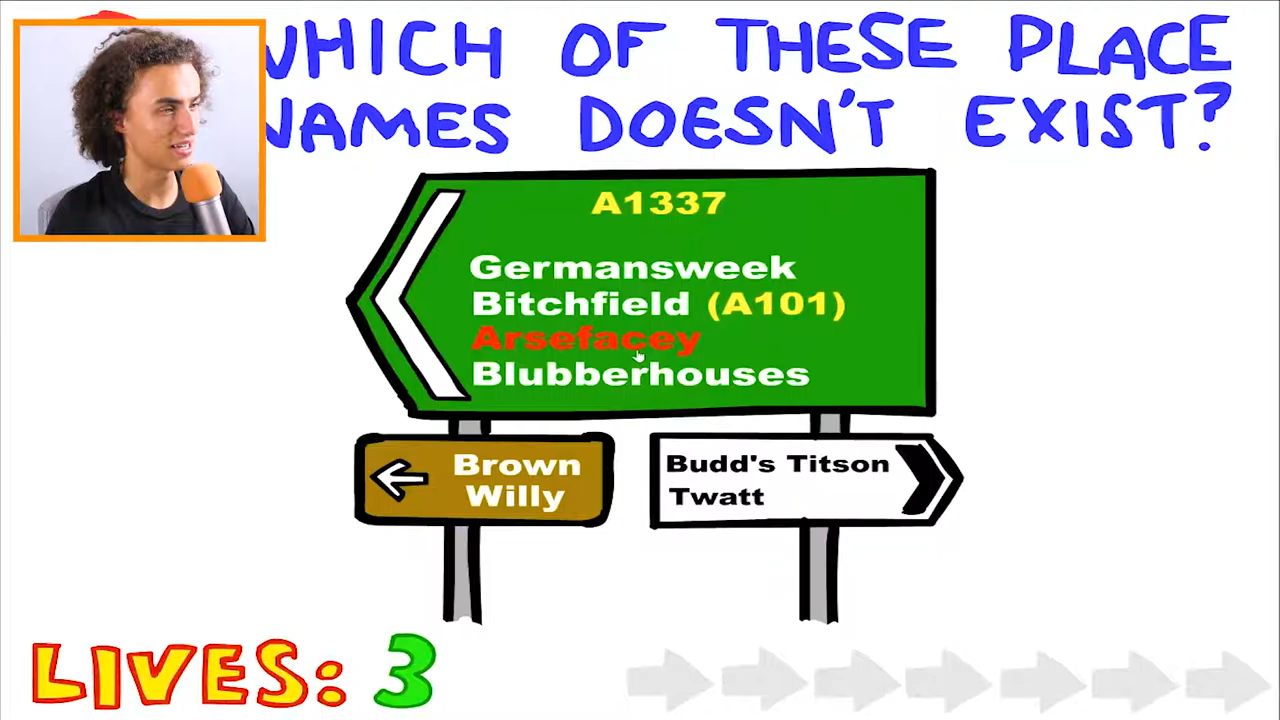 WHICH OF THESE PLACE
NAMES DOESN'T EXIST?
A1337
Germansweek
Bitchfield (A101)
Arsefacey
Blubberhouses
Brown
Willy
Budd's Titson
Twatt
LIVES: 3